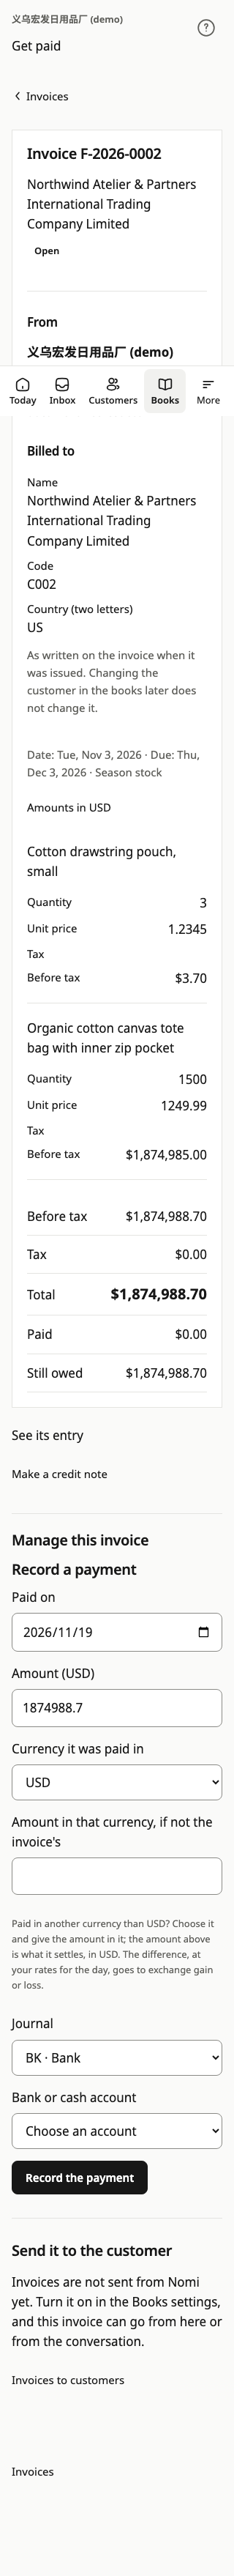 义乌宏发日用品厂 (demo)
Get paid
Invoices
Invoice F-2026-0002
Northwind Atelier & Partners
International Trading
Company Limited
Open
From
义乌宏发日用品厂 (demo)
Today
Inbox
Customers
Books
More
Billed to
Name
Northwind Atelier & Partners
International Trading
Company Limited
Code
C002
Country (two letters)
US
As written on the invoice when it
was issued. Changing the
customer in the books later does
not change it.
Date: Tue, Nov 3, 2026 · Due: Thu,
Dec 3, 2026 · Season stock
Amounts in USD
Cotton drawstring pouch,
small
Quantity 3
Unit price 1.2345
Tax
Before tax $3.70
Organic cotton canvas tote
bag with inner zip pocket
Quantity 1500
Unit price 1249.99
Tax
Before tax $1,874,985.00
Before tax $1,874,988.70
Tax $0.00
Total $1,874,988.70
Paid $0.00
Still owed $1,874,988.70
See its entry
Make a credit note
Manage this invoice
Record a payment
Paid on
2026/11/19
Amount (USD)
1874988.7
Currency it was paid in
USD
Amount in that currency, if not the
invoice's
Paid in another currency than USD? Choose it
and give the amount in it; the amount above
is what it settles, in USD. The difference, at
your rates for the day, goes to exchange gain
or loss.
Journal
BK · Bank
Bank or cash account
Choose an account
Record the payment
Send it to the customer
Invoices are not sent from Nomi
yet. Turn it on in the Books settings,
and this invoice can go from here or
from the conversation.
Invoices to customers
Invoices